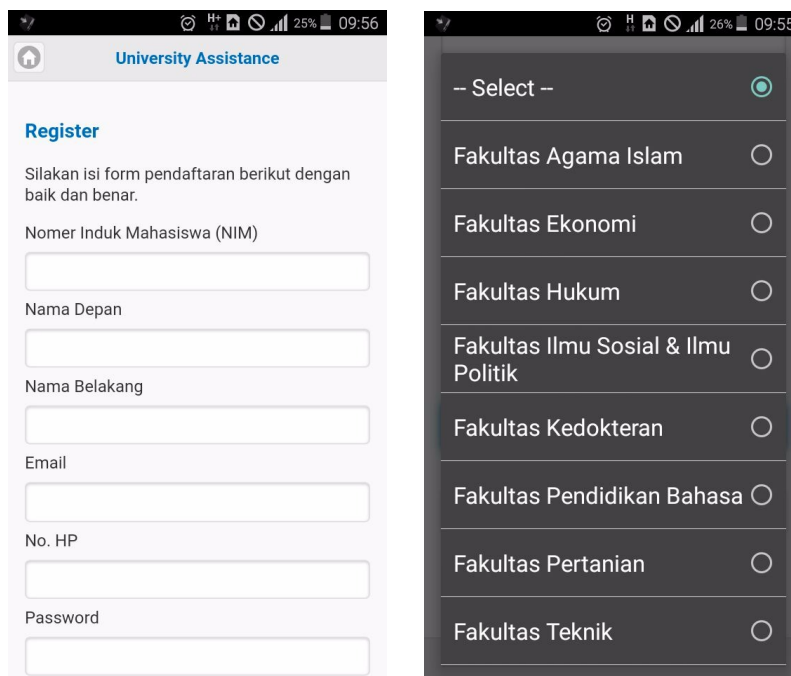 H+ 25% 09:56
University Assistance
Register
Silakan isi form pendaftaran berikut dengan
baik dan benar.
Nomer Induk Mahasiswa (NIM)
Nama Depan
Nama Belakang
Email
No. HP
Password
H 26% 09:55
-- Select --
Fakultas Agama Islam
Fakultas Ekonomi
Fakultas Hukum
Fakultas Ilmu Sosial & Ilmu
Politik
Fakultas Kedokteran
Fakultas Pendidikan Bahasa
Fakultas Pertanian
Fakultas Teknik